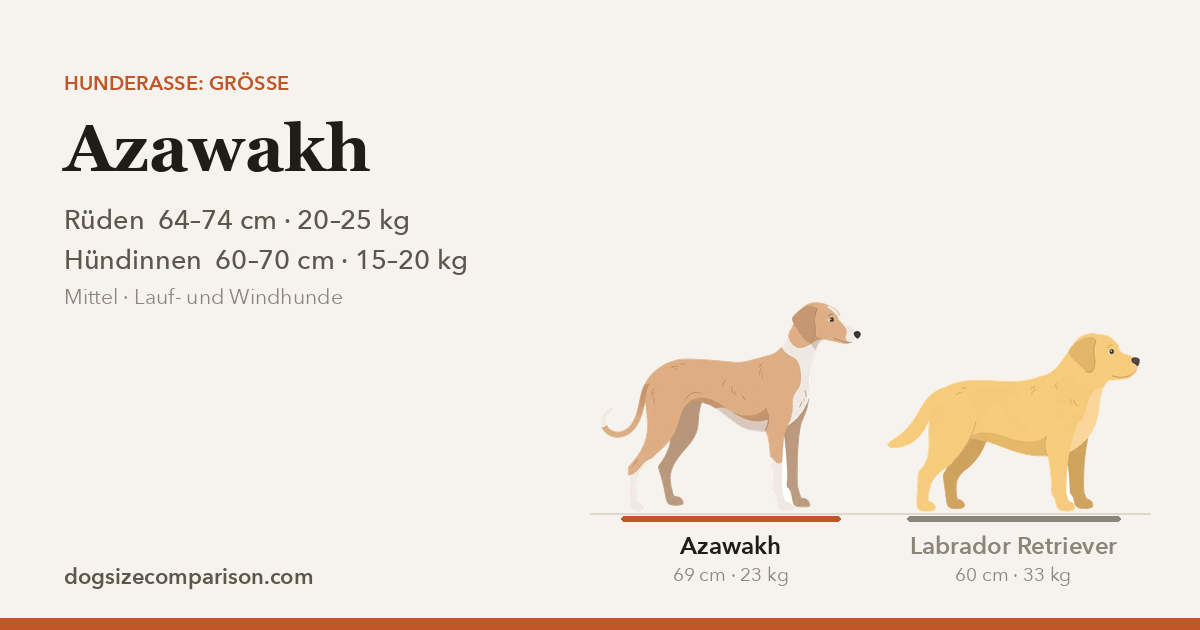 HUNDERASSE: GRÖSSE
Azawakh
Rüden 64–74 cm · 20–25 kg
Hündinnen 60–70 cm · 15–20 kg
Mittel · Lauf- und Windhunde
Azawakh
69 cm · 23 kg
Labrador Retriever
60 cm · 33 kg
dogsizecomparison.com